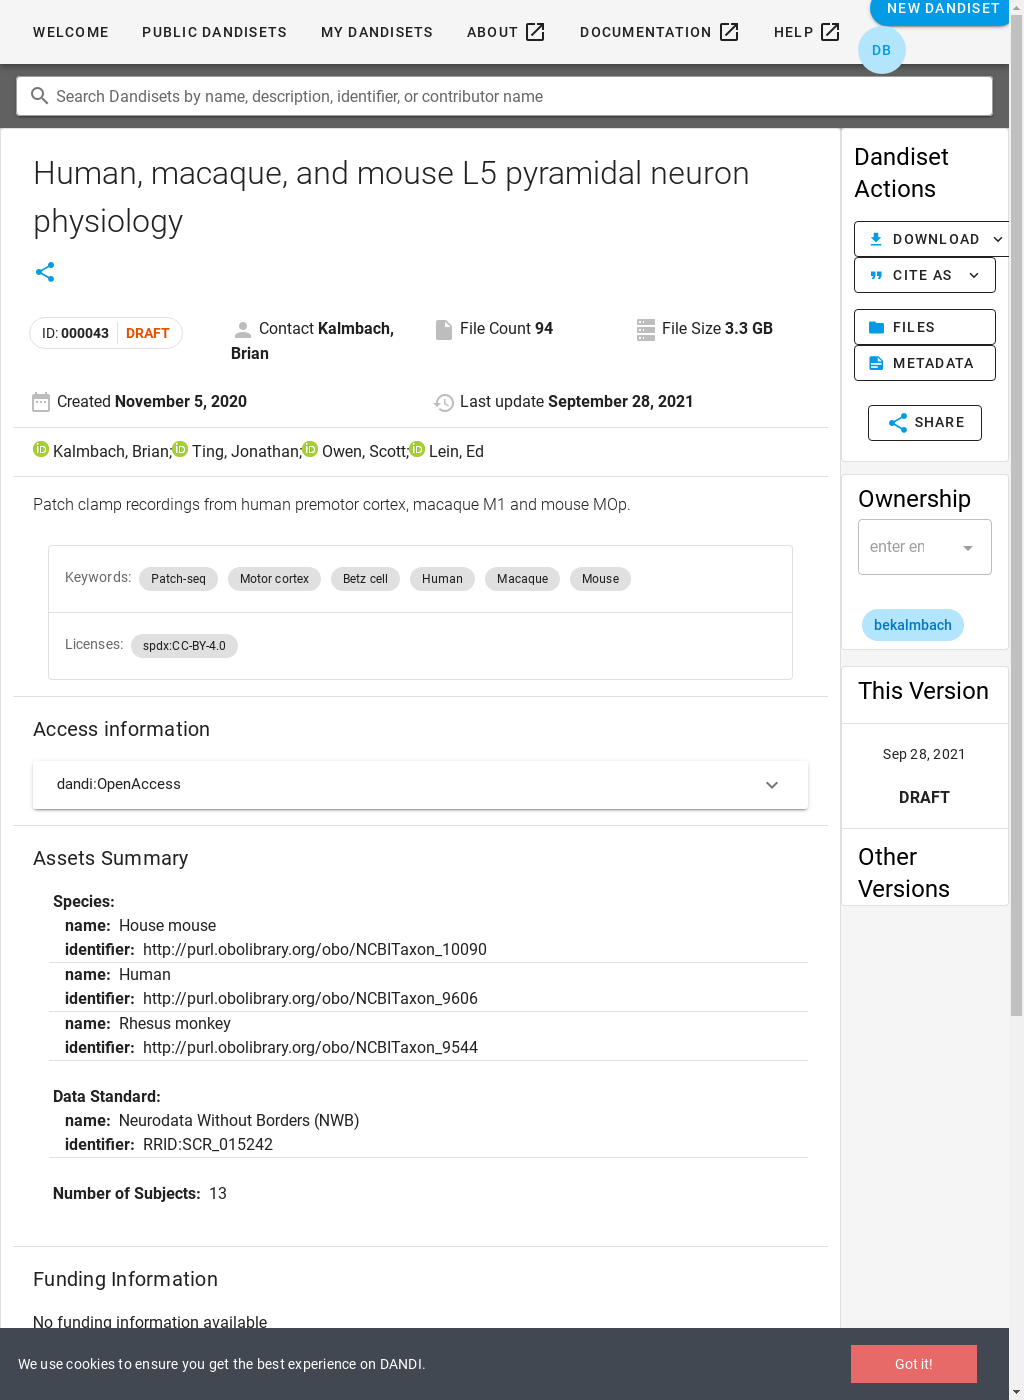 WELCOME PUBLIC DANDISETS MY DANDISETS ABOUT DOCUMENTATION HELP NEW DANDISET
DB
Search Dandisets by name, description, identifier, or contributor name
Human, macaque, and mouse L5 pyramidal neuron
physiology
ID: 000043 DRAFT
Contact Kalmbach,
Brian
File Count 94
File Size 3.3 GB
Created November 5, 2020
Last update September 28, 2021
Kalmbach, Brian; Ting, Jonathan; Owen, Scott; Lein, Ed
Patch clamp recordings from human premotor cortex, macaque M1 and mouse MOp.
Keywords: Patch-seq Motor cortex Betz cell Human Macaque Mouse
Licenses: spdx:CC-BY-4.0
Access information
dandi:OpenAccess
Assets Summary
Species:
name: House mouse
identifier: http://purl.obolibrary.org/obo/NCBITaxon_10090
name: Human
identifier: http://purl.obolibrary.org/obo/NCBITaxon_9606
name: Rhesus monkey
identifier: http://purl.obolibrary.org/obo/NCBITaxon_9544
Data Standard:
name: Neurodata Without Borders (NWB)
identifier: RRID:SCR_015242
Number of Subjects: 13
Funding Information
No funding information available
Dandiset
Actions
DOWNLOAD
CITE AS
FILES
METADATA
SHARE
Ownership
enter en
bekalmbach
This Version
Sep 28, 2021
DRAFT
Other
Versions
We use cookies to ensure you get the best experience on DANDI.
Got it!